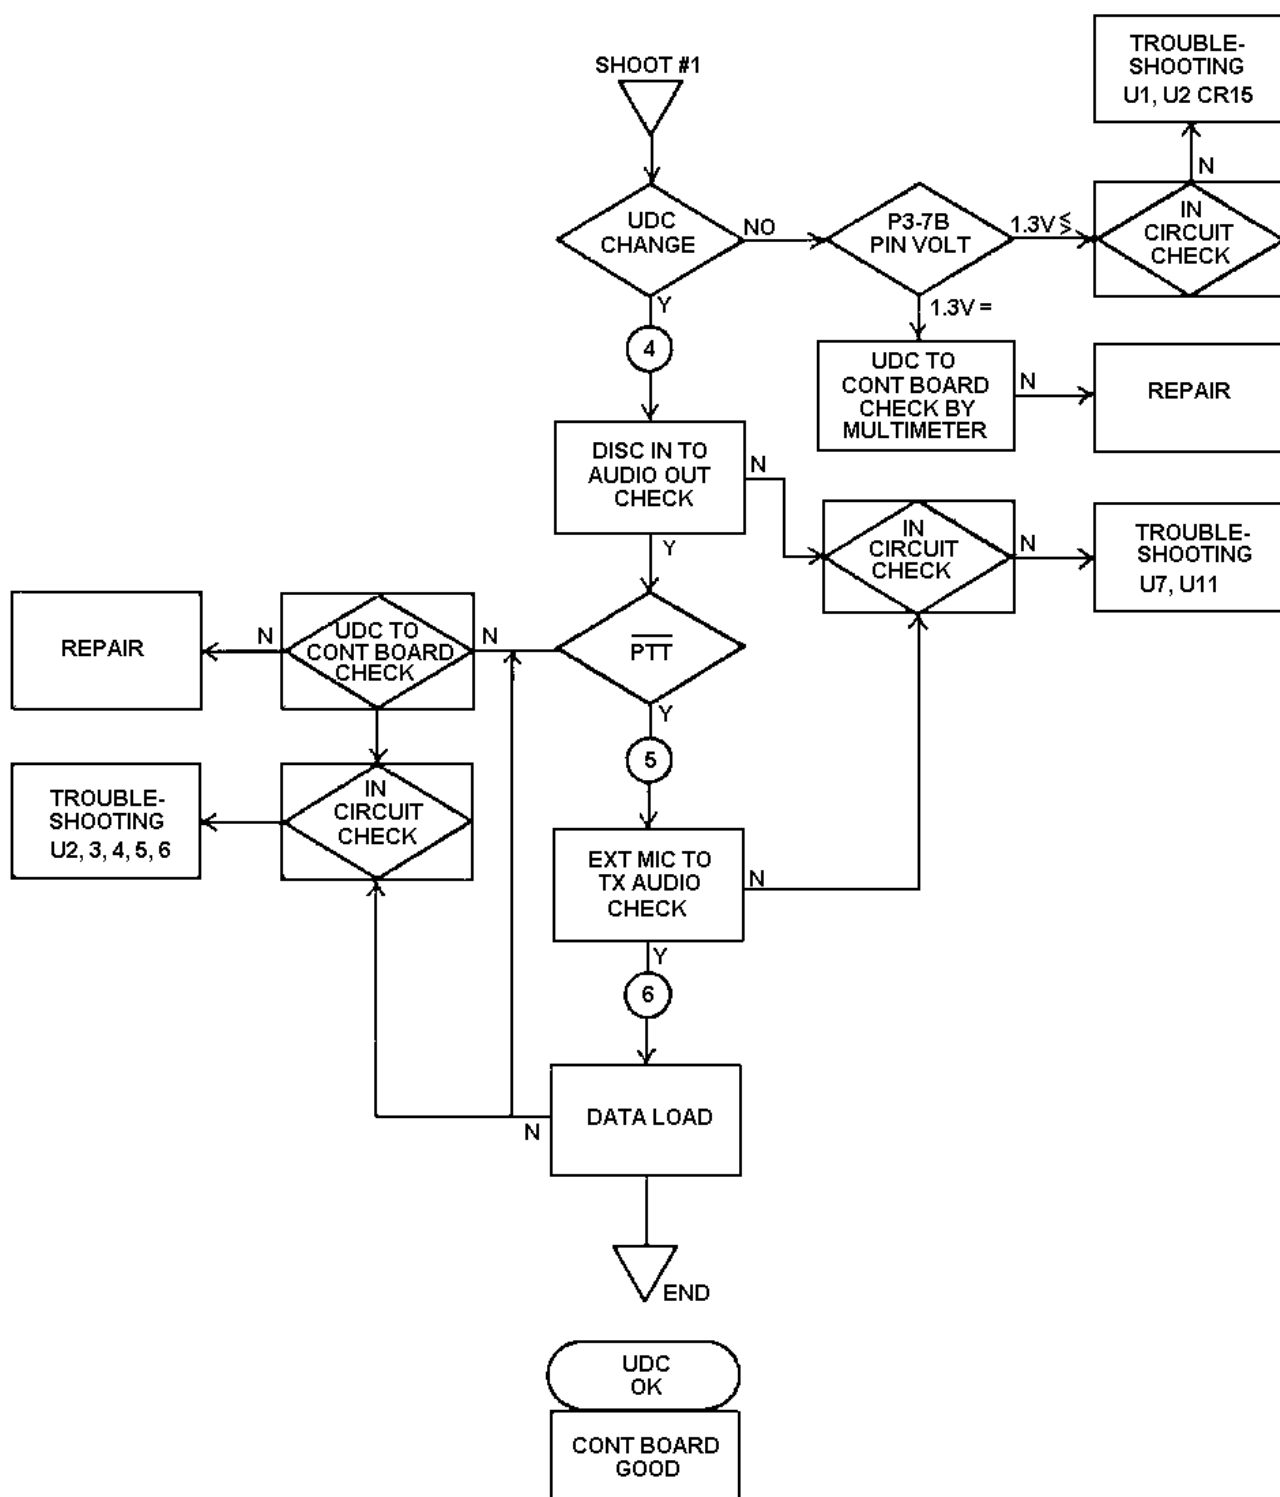 SHOOT #1
TROUBLE-
SHOOTING
U1, U2 CR15
N
UDC
CHANGE
NO
P3-7B
PIN VOLT
1.3V ≤
IN
CIRCUIT
CHECK
Y
1.3V =
4
UDC TO
CONT BOARD
CHECK BY
MULTIMETER
N
REPAIR
DISC IN TO
AUDIO OUT
CHECK
N
Y
IN
CIRCUIT
CHECK
N
TROUBLE-
SHOOTING
U7, U11
REPAIR
N
UDC TO
CONT BOARD
CHECK
N
PTT
Y
5
TROUBLE-
SHOOTING
U2, 3, 4, 5, 6
IN
CIRCUIT
CHECK
EXT MIC TO
TX AUDIO
CHECK
N
Y
6
DATA LOAD
N
END
UDC
OK
CONT BOARD
GOOD